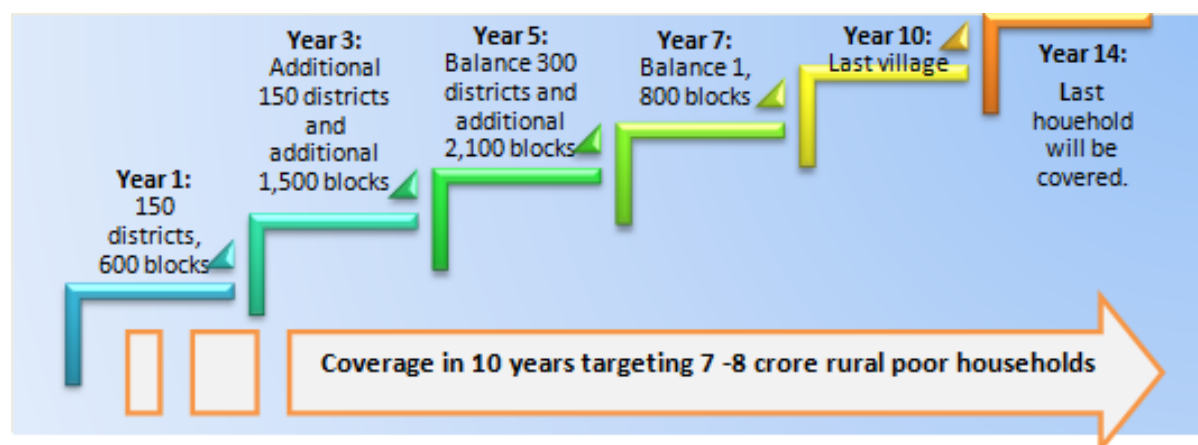 Year 1:
150
districts,
600 blocks
Year 3:
Additional
150 districts
and
additional
1,500 blocks
Year 5:
Balance 300
districts and
additional
2,100 blocks
Year 7:
Balance 1,
800 blocks
Year 10:
Last village
Year 14:
Last
houehold
will be
covered.
Coverage in 10 years targeting 7 -8 crore rural poor households